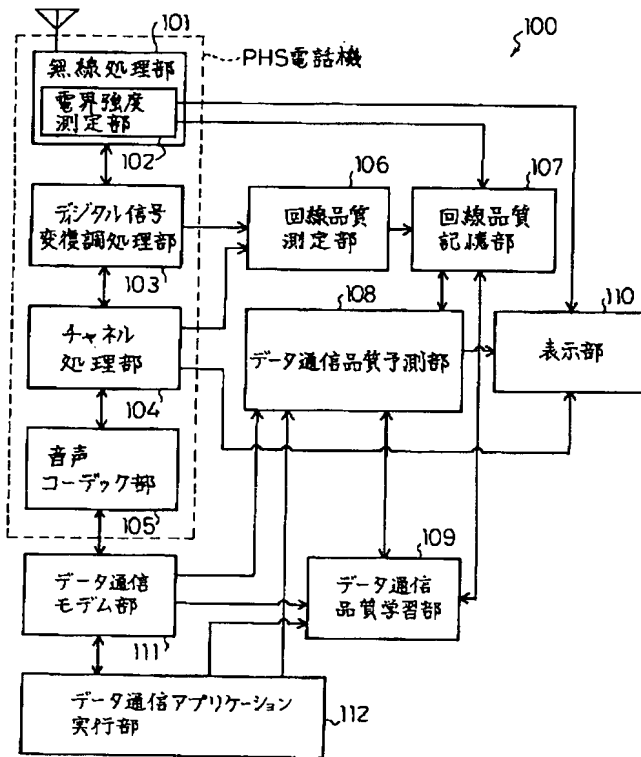 101
100
PHS電話機
無線処理部
電界強度
測定部
102
106
107
ディジタル信号
変復調処理部
103
回線品質
測定部
回線品質
記憶部
108
110
チャネル
処理部
104
データ通信品質予測部
表示部
音声
コーデック部
105
109
データ通信
モデム部
111
データ通信
品質学習部
データ通信アプリケーション
実行部
112